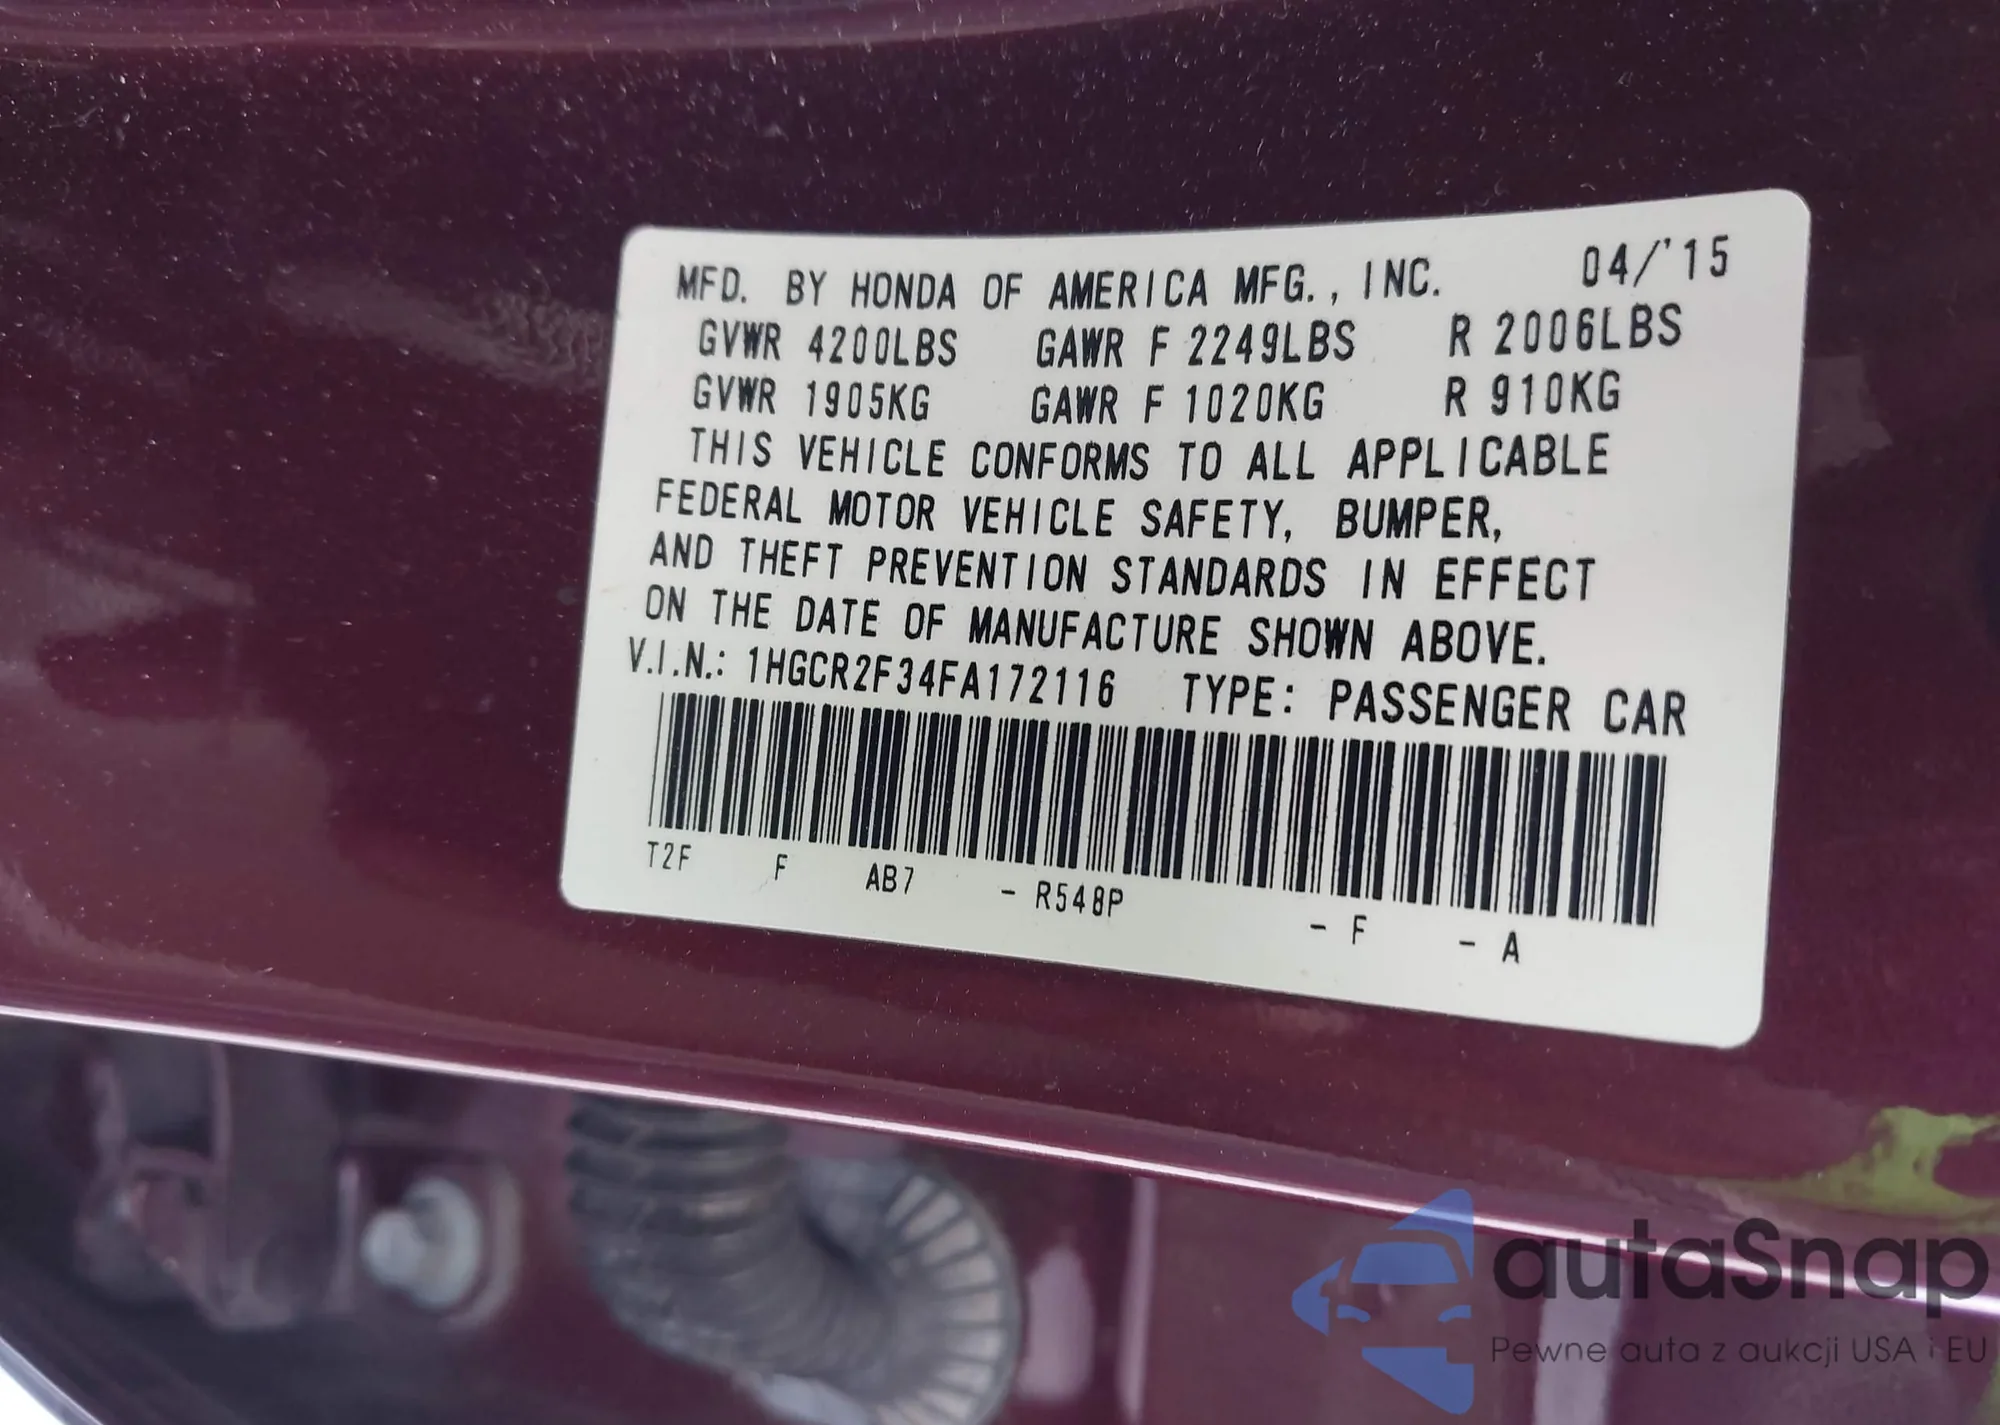 MFD. BY HONDA OF AMERICA MFG., INC. 04/'15
GVWR 4200LBS GAWR F 2249LBS R 2006LBS
GVWR 1905KG GAWR F 1020KG R 910KG
THIS VEHICLE CONFORMS TO ALL APPLICABLE
FEDERAL MOTOR VEHICLE SAFETY, BUMPER,
AND THEFT PREVENTION STANDARDS IN EFFECT
ON THE DATE OF MANUFACTURE SHOWN ABOVE.
V.I.N.: 1HGCR2F34FA172116 TYPE: PASSENGER CAR
T2F F AB7 - R548P - F - A
autaSnap
Pewne auta z aukcji USA i EU